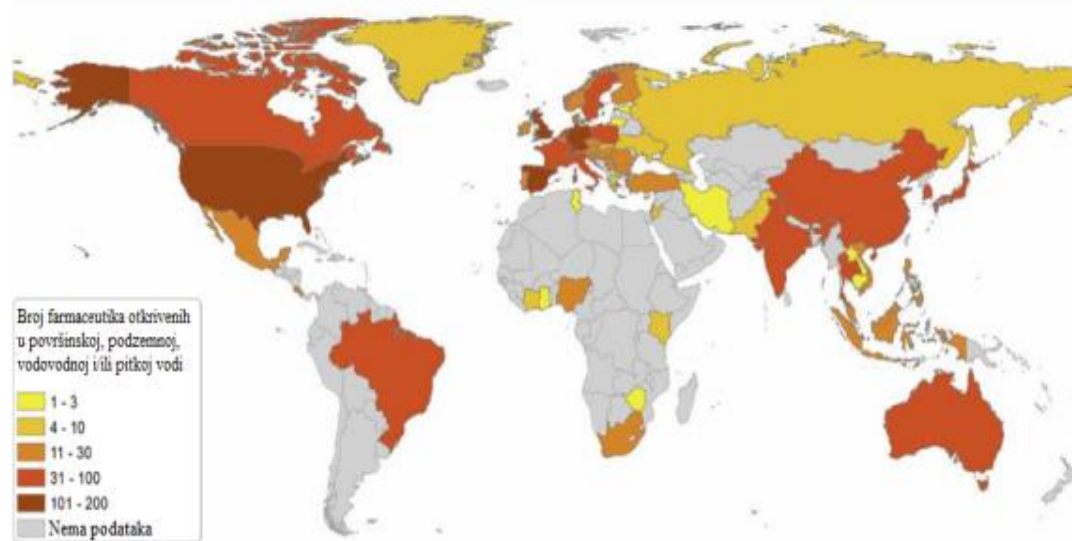 Broj farmaceutika otkrivenih
u površinskoj, podzemnoj,
vodovodnoj i/ili pitkoj vodi
1 - 3
4 - 10
11 - 30
31 - 100
101 - 200
Nema podataka